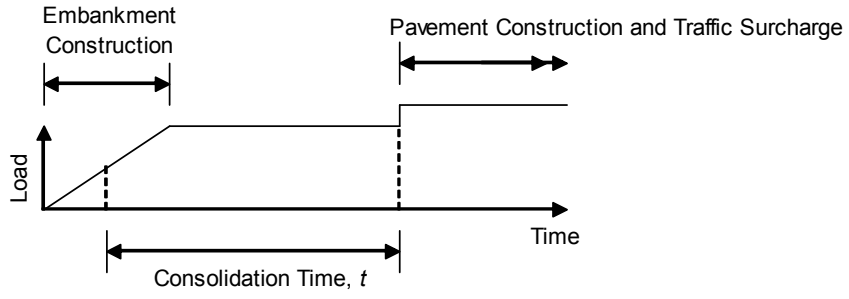 Embankment
Construction
Pavement Construction and Traffic Surcharge
Load
Time
Consolidation Time, t